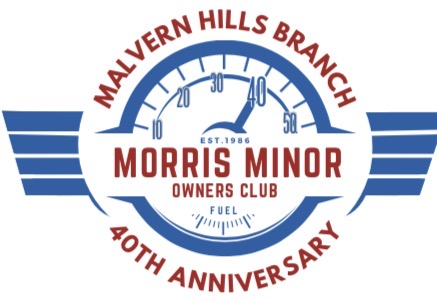 MALVERN HILLS BRANCH
10 20 30 40 50
EST.1986
MORRIS MINOR
OWNERS CLUB
FUEL
40TH ANNIVERSARY